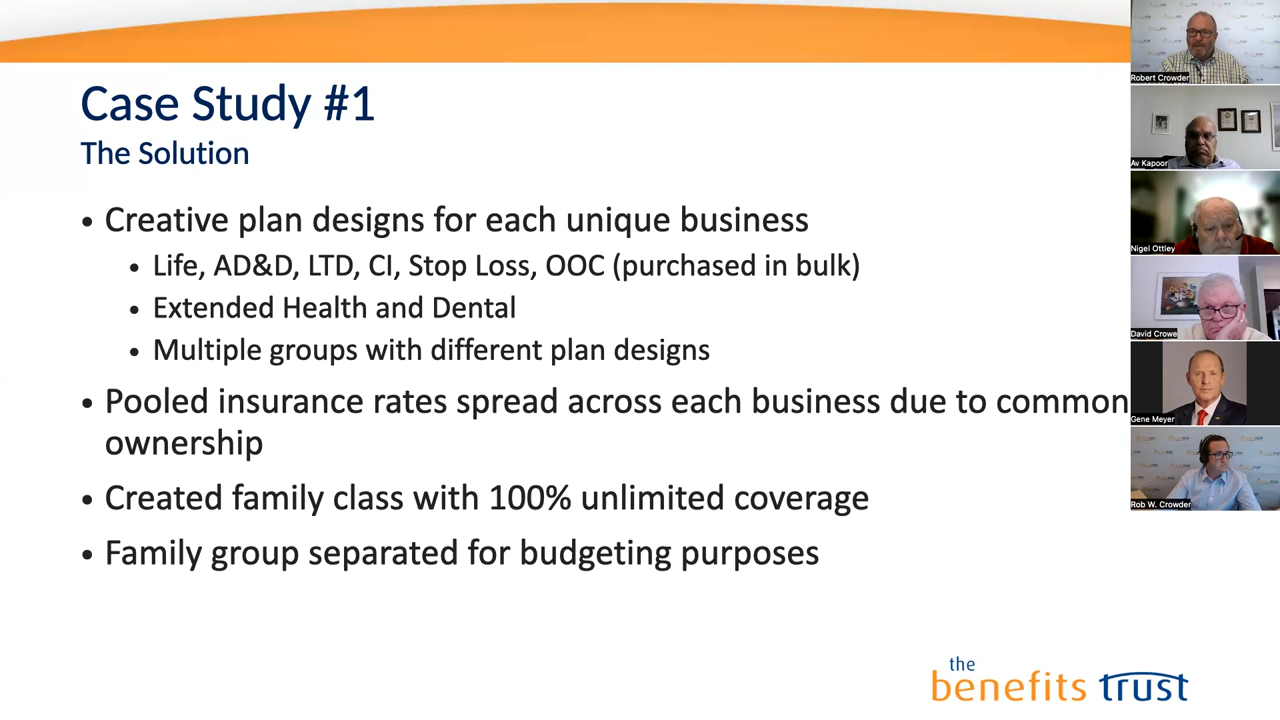 Case Study #1
The Solution
• Creative plan designs for each unique business
• Life, AD&D, LTD, CI, Stop Loss, OOC (purchased in bulk)
• Extended Health and Dental
• Multiple groups with different plan designs
• Pooled insurance rates spread across each business due to common
ownership
• Created family class with 100% unlimited coverage
• Family group separated for budgeting purposes
the
benefits trust
Robert Crowder
Av Kapoor
Nigel Ottley
David Crowe
Gene Meyer
Rob W. Crowder